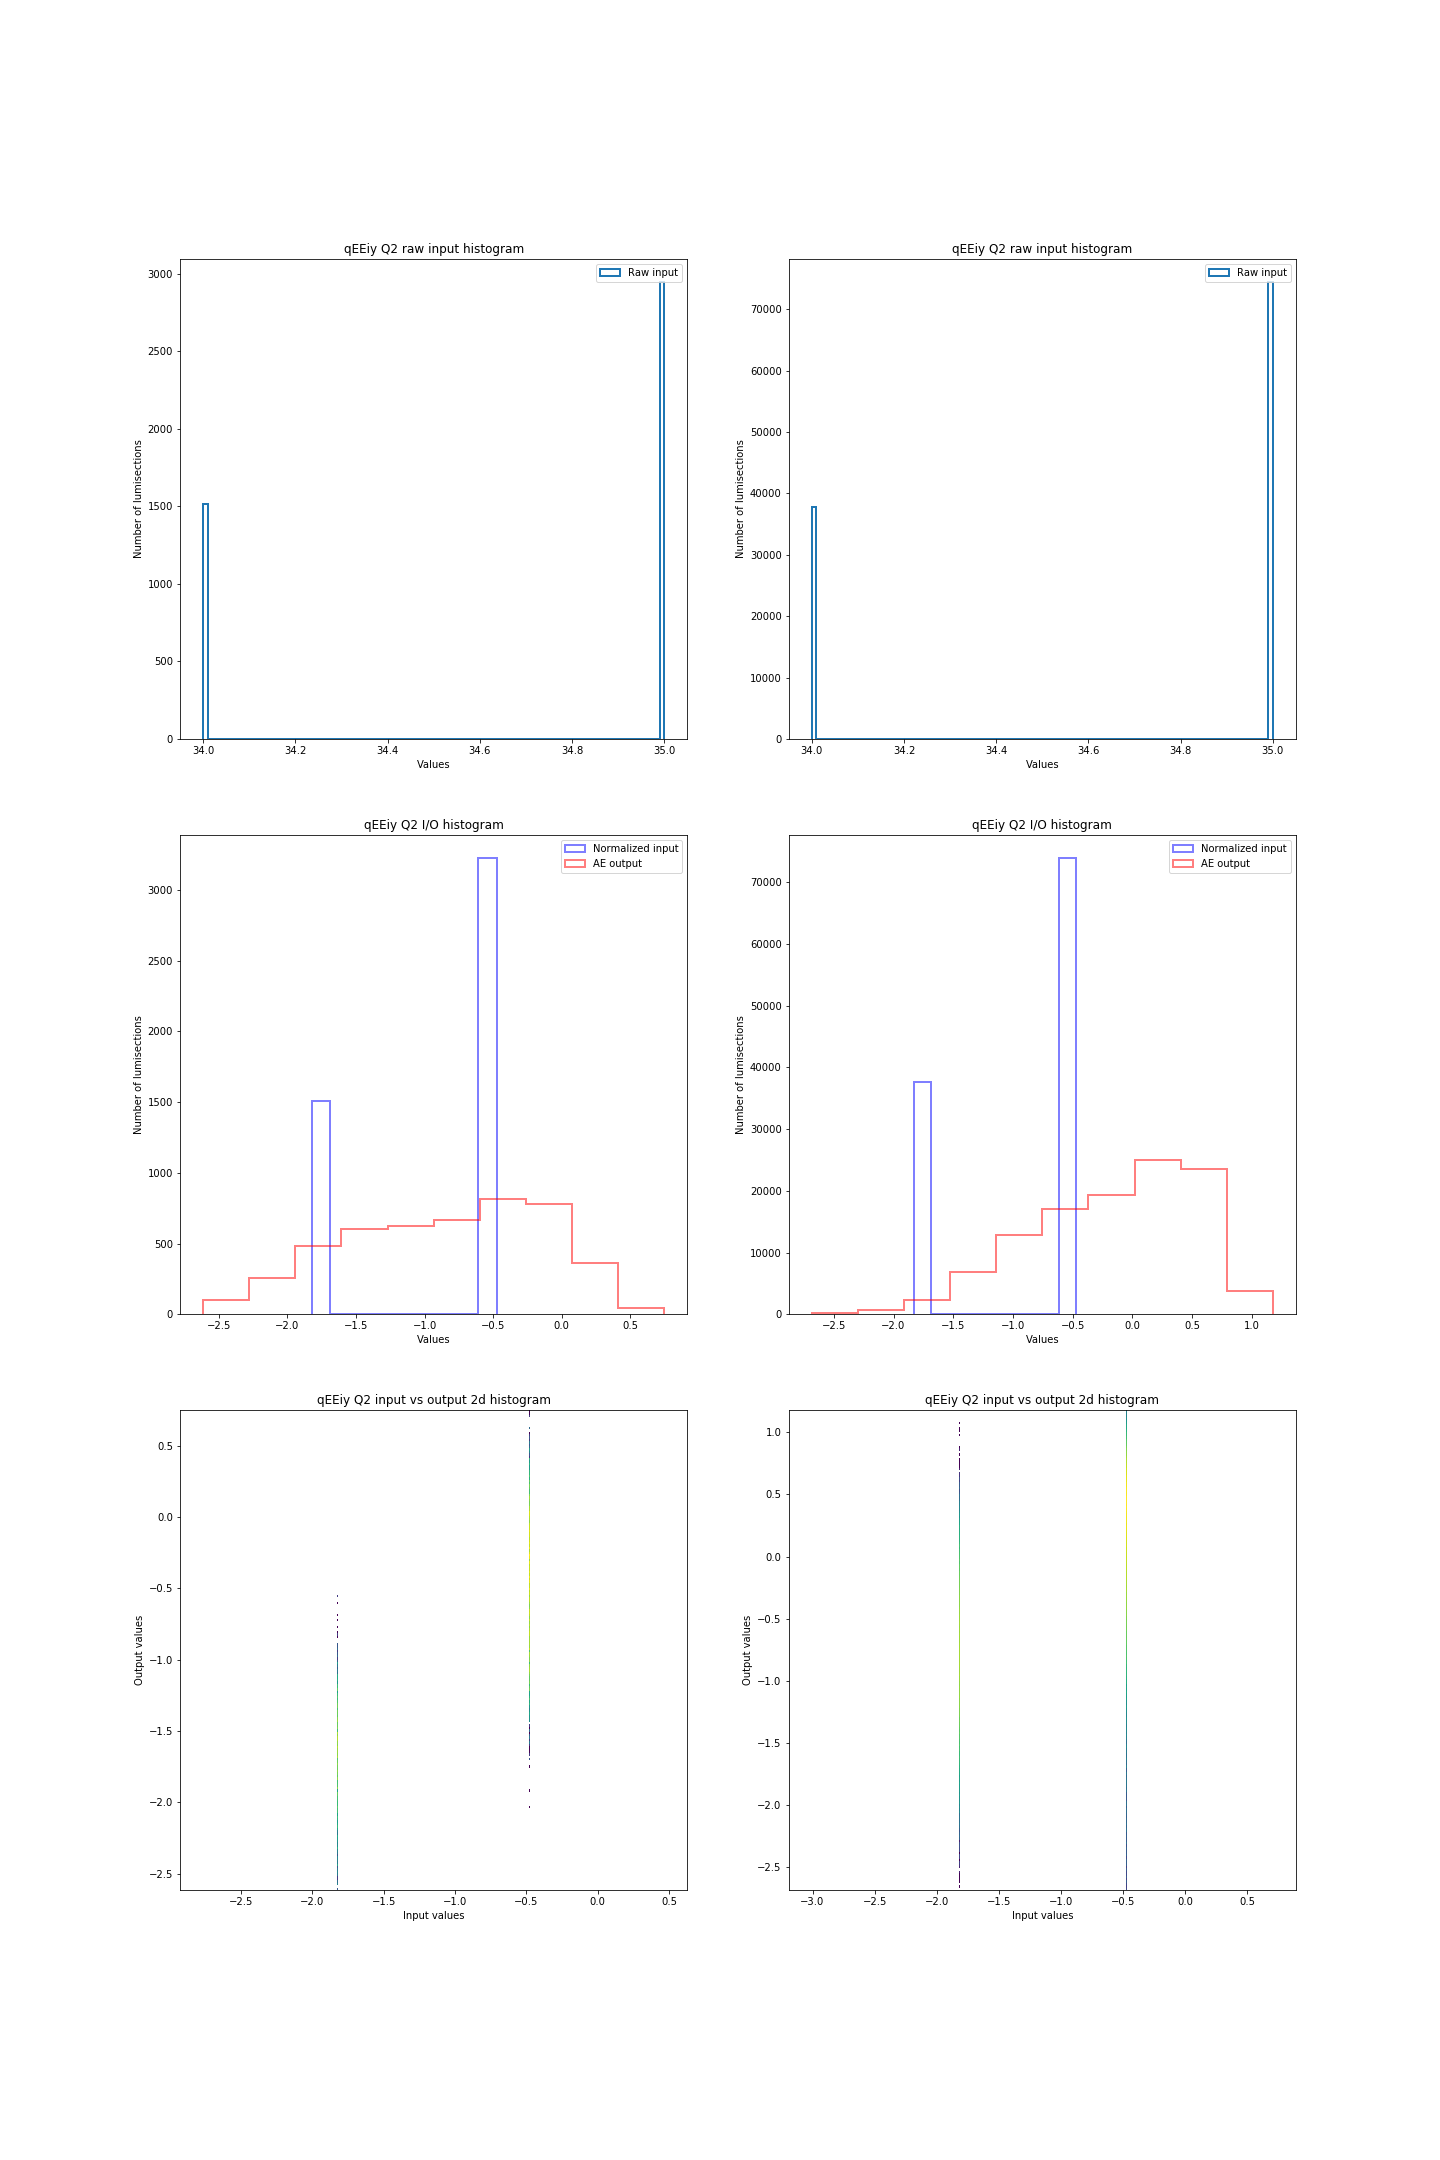 qEEiy Q2 raw input histogram
Raw input
3000
2500
2000
1500
1000
500
0
Number of lumisections
34.0 34.2 34.4 34.6 34.8 35.0
Values
qEEiy Q2 raw input histogram
Raw input
70000
60000
50000
40000
30000
20000
10000
0
Number of lumisections
34.0 34.2 34.4 34.6 34.8 35.0
Values
qEEiy Q2 I/O histogram
Normalized input
AE output
3000
2500
2000
1500
1000
500
0
Number of lumisections
−2.5 −2.0 −1.5 −1.0 −0.5 0.0 0.5
Values
qEEiy Q2 I/O histogram
Normalized input
AE output
70000
60000
50000
40000
30000
20000
10000
0
Number of lumisections
−2.5 −2.0 −1.5 −1.0 −0.5 0.0 0.5 1.0
Values
qEEiy Q2 input vs output 2d histogram
0.5
0.0
−0.5
−1.0
−1.5
−2.0
−2.5
Output values
−2.5 −2.0 −1.5 −1.0 −0.5 0.0 0.5
Input values
qEEiy Q2 input vs output 2d histogram
1.0
0.5
0.0
−0.5
−1.0
−1.5
−2.0
−2.5
Output values
−3.0 −2.5 −2.0 −1.5 −1.0 −0.5 0.0 0.5
Input values